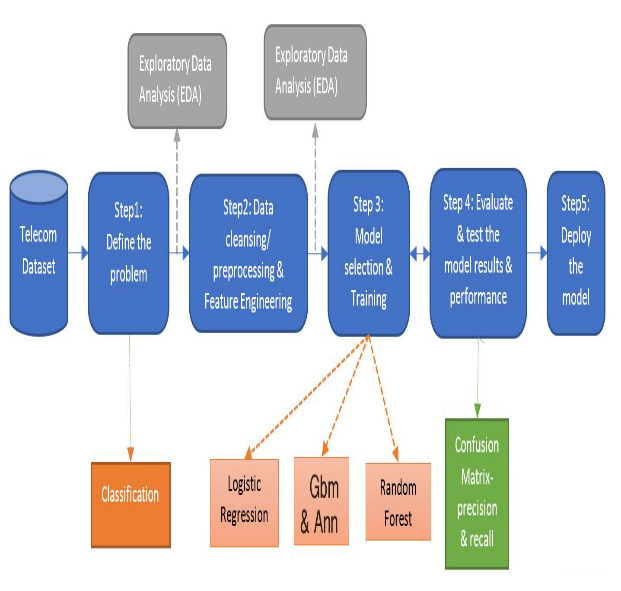 Exploratory Data
Analysis (EDA)
Exploratory Data
Analysis (EDA)
Telecom
Dataset
Step1:
Define the
problem
Step2: Data
cleansing/
preprocessing &
Feature Engineering
Step 3:
Model
selection &
Training
Step 4: Evaluate
& test the
model results &
performance
Step5:
Deploy
the
model
Classification
Logistic
Regression
Gbm
& Ann
Random
Forest
Confusion
Matrix-
precision
& recall